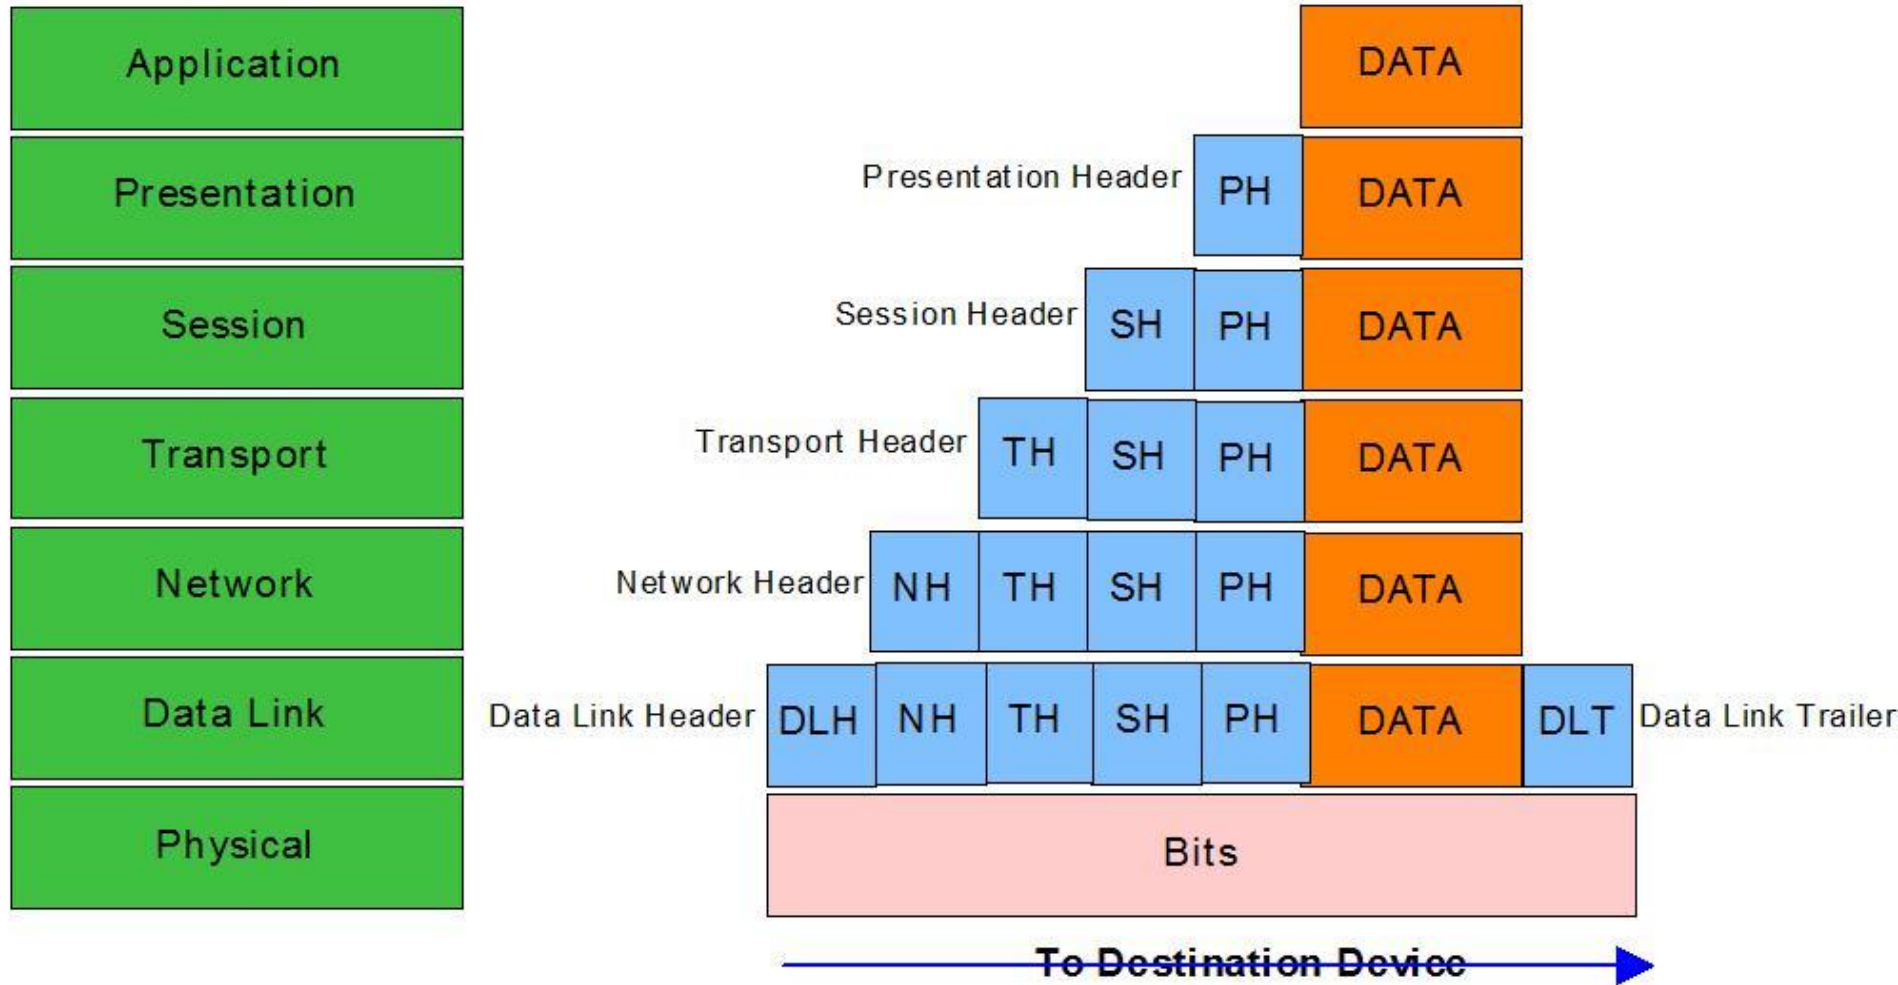 Application
DATA
Presentation
Presentation Header
PH
DATA
Session
Session Header
SH
PH
DATA
Transport
Transport Header
TH
SH
PH
DATA
Network
Network Header
NH
TH
SH
PH
DATA
Data Link
Data Link Header
DLH
NH
TH
SH
PH
DATA
DLT
Data Link Trailer
Physical
Bits
To Destination Device